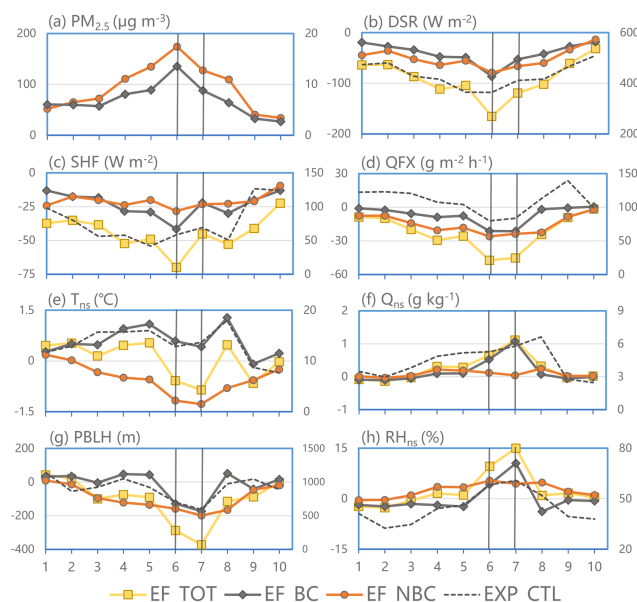 (a) PM2.5 (µg m-3)
(b) DSR (W m-2)
200 20 0 600
100 10 -100 300
0 0 -200 0
(c) SHF (W m-2)
(d) QFX (g m-2 h-1)
0 150 30 150
-25 100 0 100
-50 50 -30 50
-75 0 -60 0
(e) Tns (℃)
(f) Qns (g kg-1)
1.5 20 2 9
0 10 1 6
0 3
-1.5 0 -1 0
(g) PBLH (m)
(h) RHns (%)
200 1500 15 80
0 1000
-200 500 0 50
-400 0 -15 20
1 2 3 4 5 6 7 8 9 10 1 2 3 4 5 6 7 8 9 10
EF TOT EF BC EF NBC EXP CTL